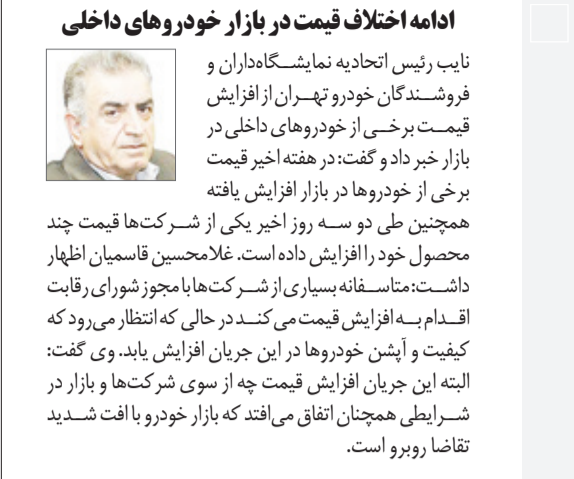 ادامه اختلاف قیمت در بازار خودروهای داخلی
نایب رئیس اتحادیه نمایشگاه‌داران و
فروشندگان خودرو تهران از افزایش
قیمت برخی از خودروهای داخلی در
بازار خبر داد و گفت: در هفته اخیر قیمت
برخی از خودروها در بازار افزایش یافته
همچنین طی دو سه روز اخیر یکی از شرکت‌ها قیمت چند
محصول خود را افزایش داده است. غلامحسین قاسمیان اظهار
داشت: متاسفانه بسیاری از شرکت‌ها با مجوز شورای رقابت
اقدام به افزایش قیمت می‌کند در حالی که انتظار می‌رود که
کیفیت و آپشن خودروها در این جریان افزایش یابد. وی گفت:
البته این جریان افزایش قیمت چه از سوی شرکت‌ها و بازار در
شرایطی همچنان اتفاق می‌افتد که بازار خودرو با افت شدید
تقاضا روبرو است.